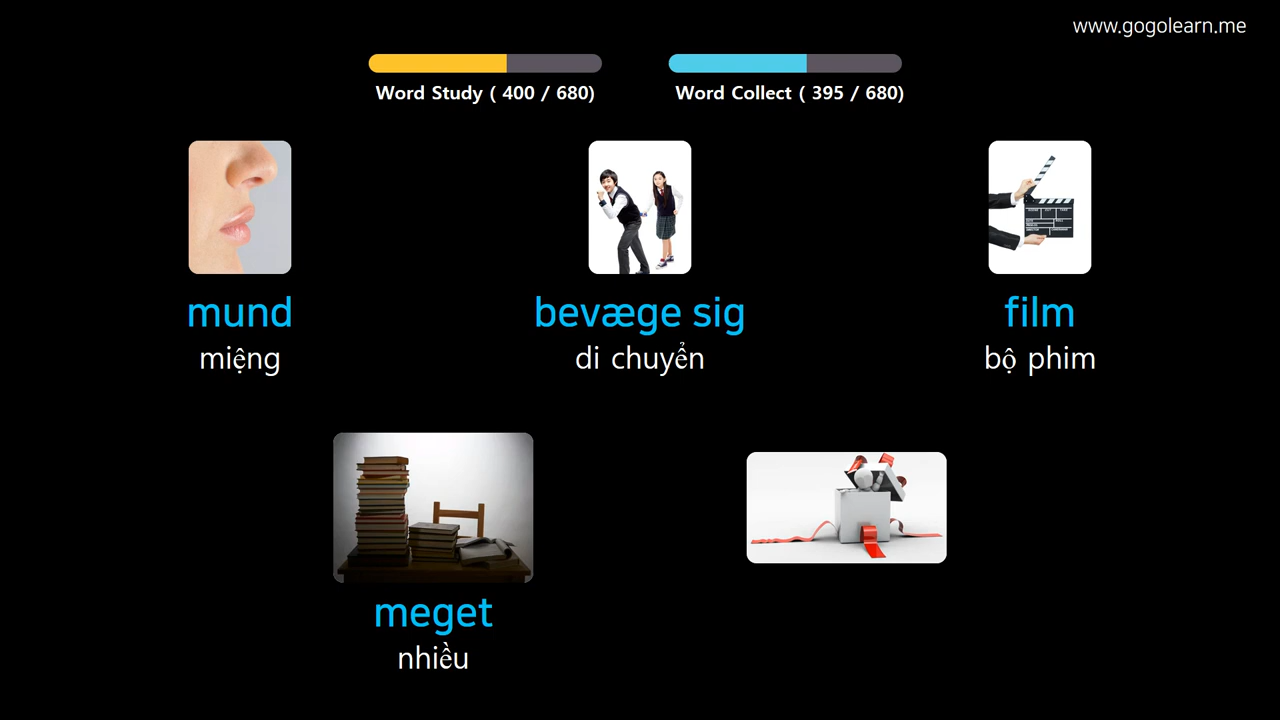 www.gogolearn.me
Word Study ( 400 / 680)
Word Collect ( 395 / 680)
mund
miệng
bevæge sig
di chuyển
film
bộ phim
meget
nhiều